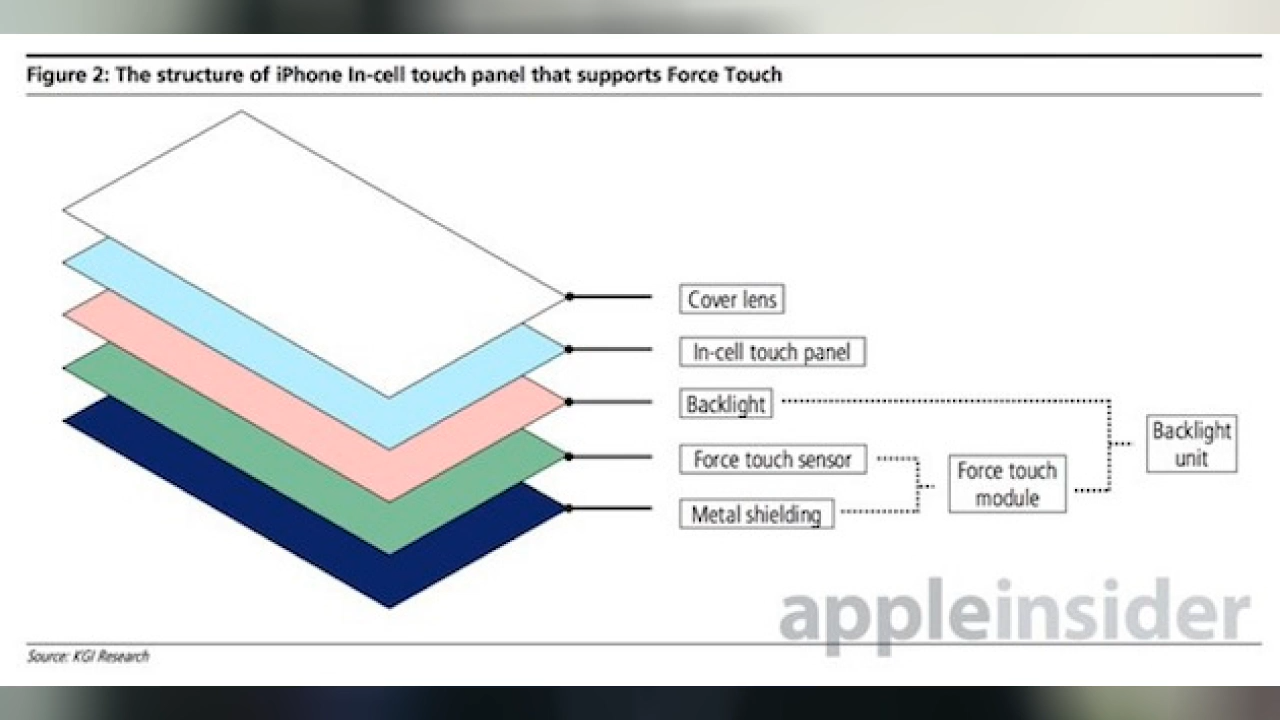 Figure 2: The structure of iPhone In-cell touch panel that supports Force Touch
Cover lens
In-cell touch panel
Backlight
Force touch sensor
Metal shielding
Force touch
module
Backlight
unit
appleinsider
Source: KGI Research